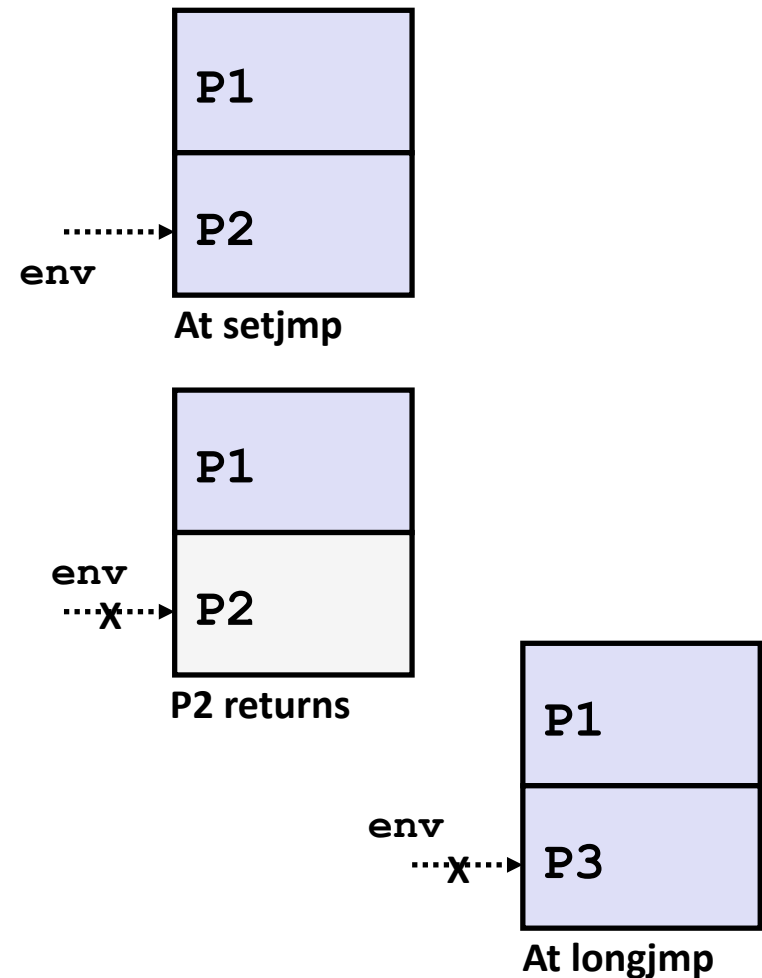 P1
P2
env
At setjmp
P1
env
X
P2
P2 returns
P1
env
X
P3
At longjmp